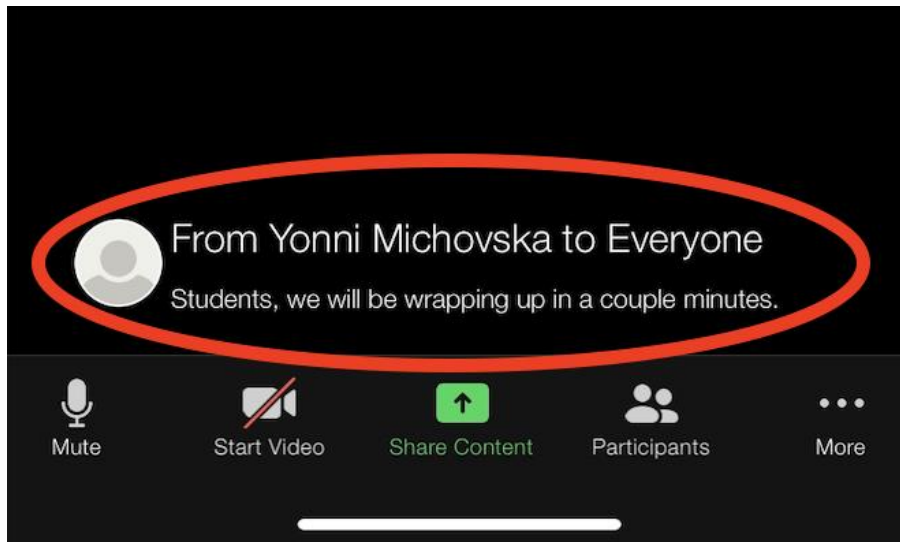 From Yonni Michovska to Everyone
Students, we will be wrapping up in a couple minutes.
Mute Start Video Share Content Participants More